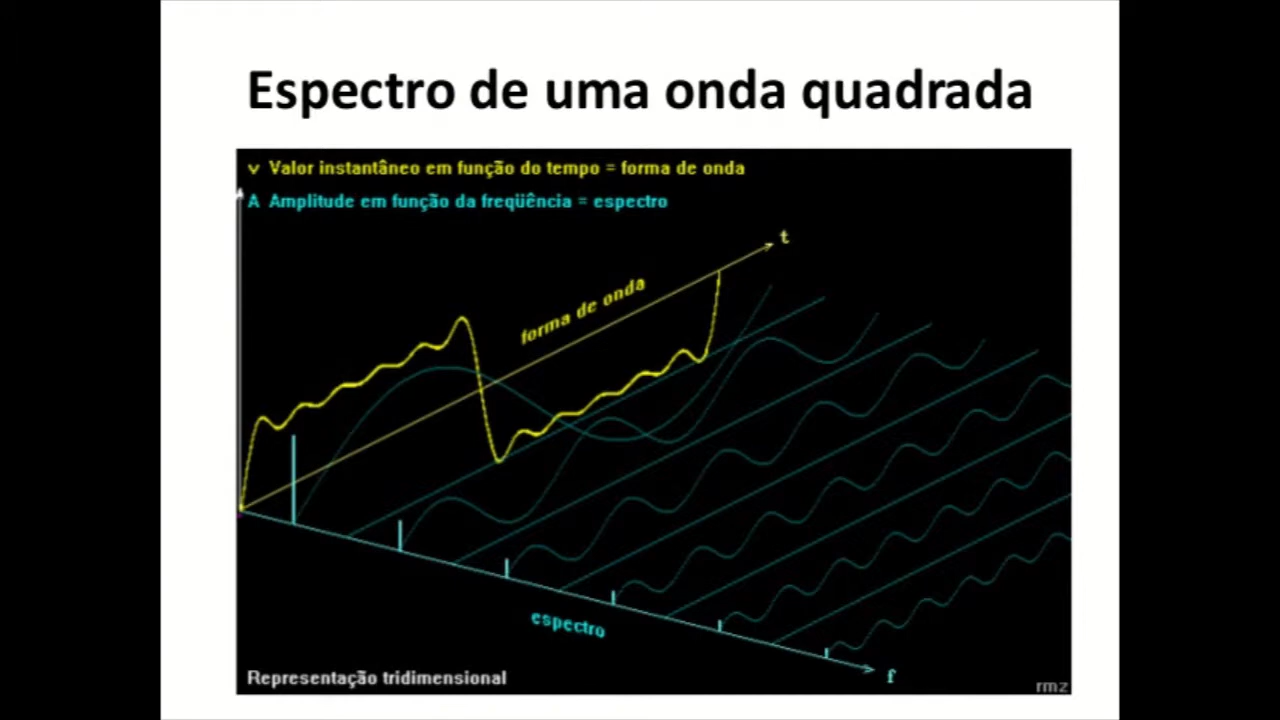 Espectro de uma onda quadrada
v Valor instantâneo em função do tempo = forma de onda
A Amplitude em função da freqüência = espectro
t
forma de onda
espectro
f
Representação tridimensional
rmz